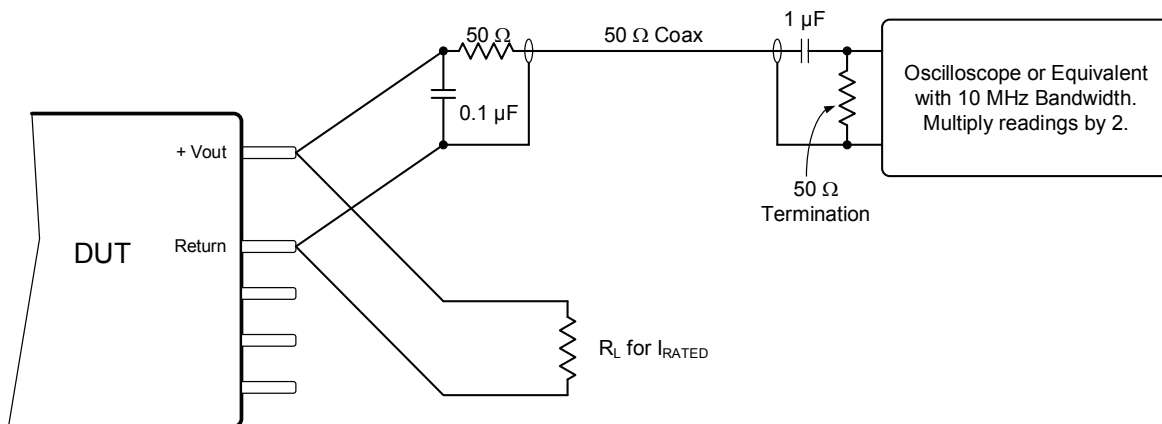 50 Ω
50 Ω Coax
1 µF
0.1 µF
Oscilloscope or Equivalent
with 10 MHz Bandwidth.
Multiply readings by 2.
50 Ω
Termination
+ Vout
Return
DUT
RL for IRATED